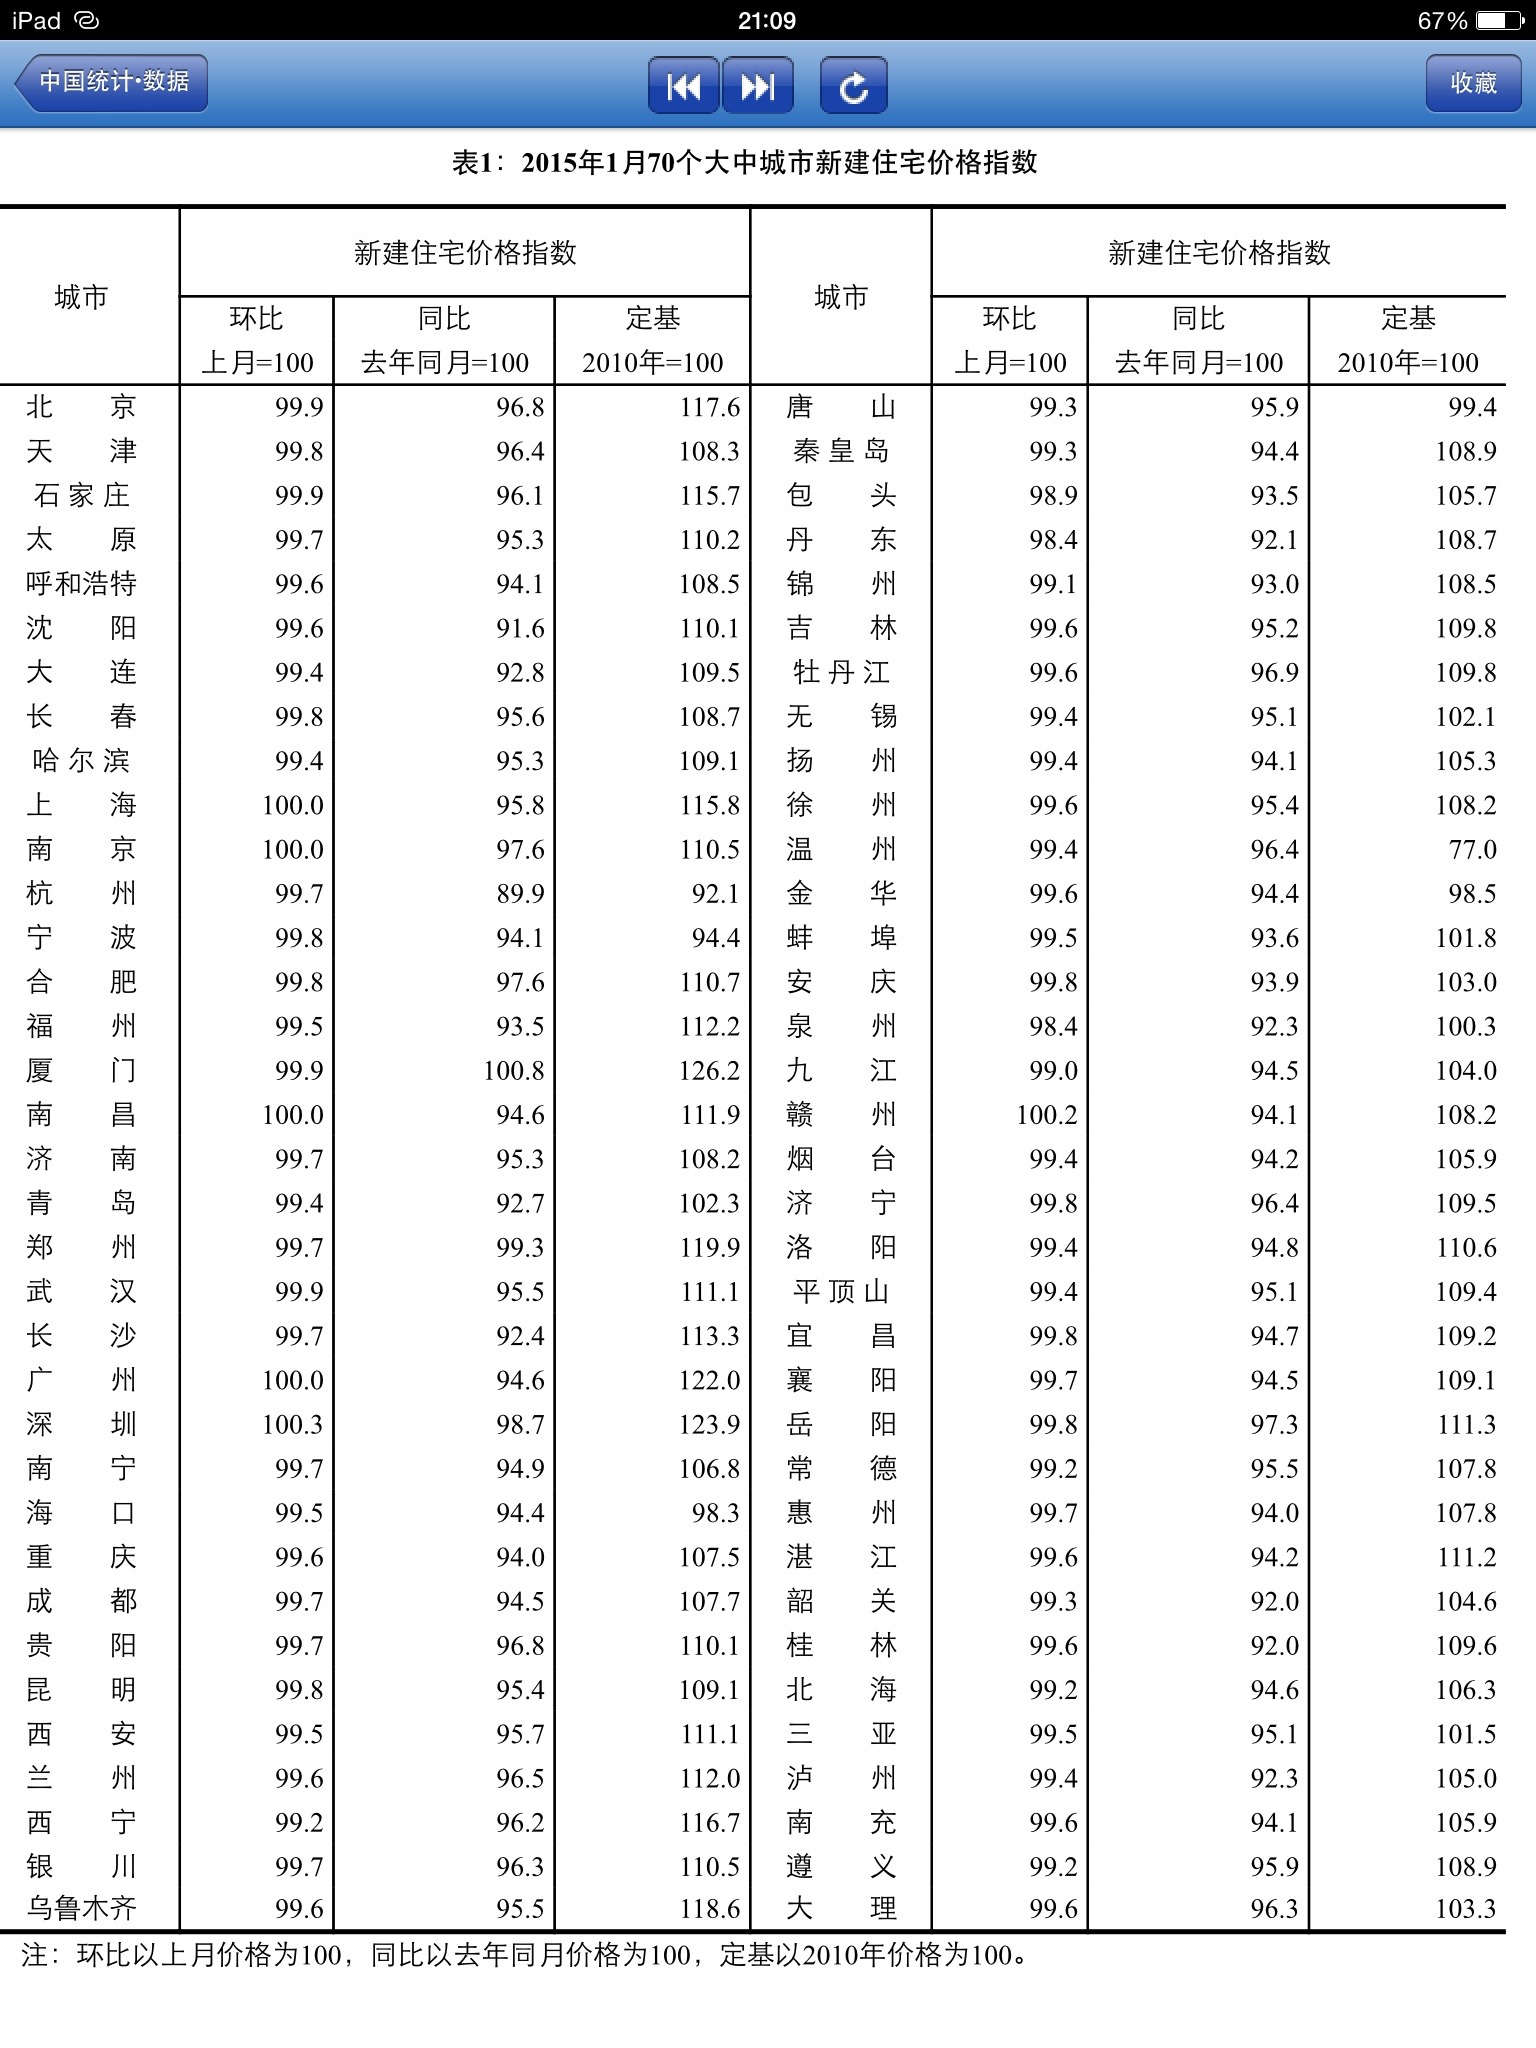 iPad 21:09 67%
中国统计·数据 收藏
表1：2015年1月70个大中城市新建住宅价格指数
城市 新建住宅价格指数 城市 新建住宅价格指数
环比 同比 定基 环比 同比 定基
上月=100 去年同月=100 2010年=100 上月=100 去年同月=100 2010年=100
北京 99.9 96.8 117.6 唐山 99.3 95.9 99.4
天津 99.8 96.4 108.3 秦皇岛 99.3 94.4 108.9
石家庄 99.9 96.1 115.7 包头 98.9 93.5 105.7
太原 99.7 95.3 110.2 丹东 98.4 92.1 108.7
呼和浩特 99.6 94.1 108.5 锦州 99.1 93.0 108.5
沈阳 99.6 91.6 110.1 吉林 99.6 95.2 109.8
大连 99.4 92.8 109.5 牡丹江 99.6 96.9 109.8
长春 99.8 95.6 108.7 无锡 99.4 95.1 102.1
哈尔滨 99.4 95.3 109.1 扬州 99.4 94.1 105.3
上海 100.0 95.8 115.8 徐州 99.6 95.4 108.2
南京 100.0 97.6 110.5 温州 99.4 96.4 77.0
杭州 99.7 89.9 92.1 金华 99.6 94.4 98.5
宁波 99.8 94.1 94.4 蚌埠 99.5 93.6 101.8
合肥 99.8 97.6 110.7 安庆 99.8 93.9 103.0
福州 99.5 93.5 112.2 泉州 98.4 92.3 100.3
厦门 99.9 100.8 126.2 九江 99.0 94.5 104.0
南昌 100.0 94.6 111.9 赣州 100.2 94.1 108.2
济南 99.7 95.3 108.2 烟台 99.4 94.2 105.9
青岛 99.4 92.7 102.3 济宁 99.8 96.4 109.5
郑州 99.7 99.3 119.9 洛阳 99.4 94.8 110.6
武汉 99.9 95.5 111.1 平顶山 99.4 95.1 109.4
长沙 99.7 92.4 113.3 宜昌 99.8 94.7 109.2
广州 100.0 94.6 122.0 襄阳 99.7 94.5 109.1
深圳 100.3 98.7 123.9 岳阳 99.8 97.3 111.3
南宁 99.7 94.9 106.8 常德 99.2 95.5 107.8
海口 99.5 94.4 98.3 惠州 99.7 94.0 107.8
重庆 99.6 94.0 107.5 湛江 99.6 94.2 111.2
成都 99.7 94.5 107.7 韶关 99.3 92.0 104.6
贵阳 99.7 96.8 110.1 桂林 99.6 92.0 109.6
昆明 99.8 95.4 109.1 北海 99.2 94.6 106.3
西安 99.5 95.7 111.1 三亚 99.5 95.1 101.5
兰州 99.6 96.5 112.0 泸州 99.4 92.3 105.0
西宁 99.2 96.2 116.7 南充 99.6 94.1 105.9
银川 99.7 96.3 110.5 遵义 99.2 95.9 108.9
乌鲁木齐 99.6 95.5 118.6 大理 99.6 96.3 103.3
注：环比以上月价格为100，同比以去年同月价格为100，定基以2010年价格为100。